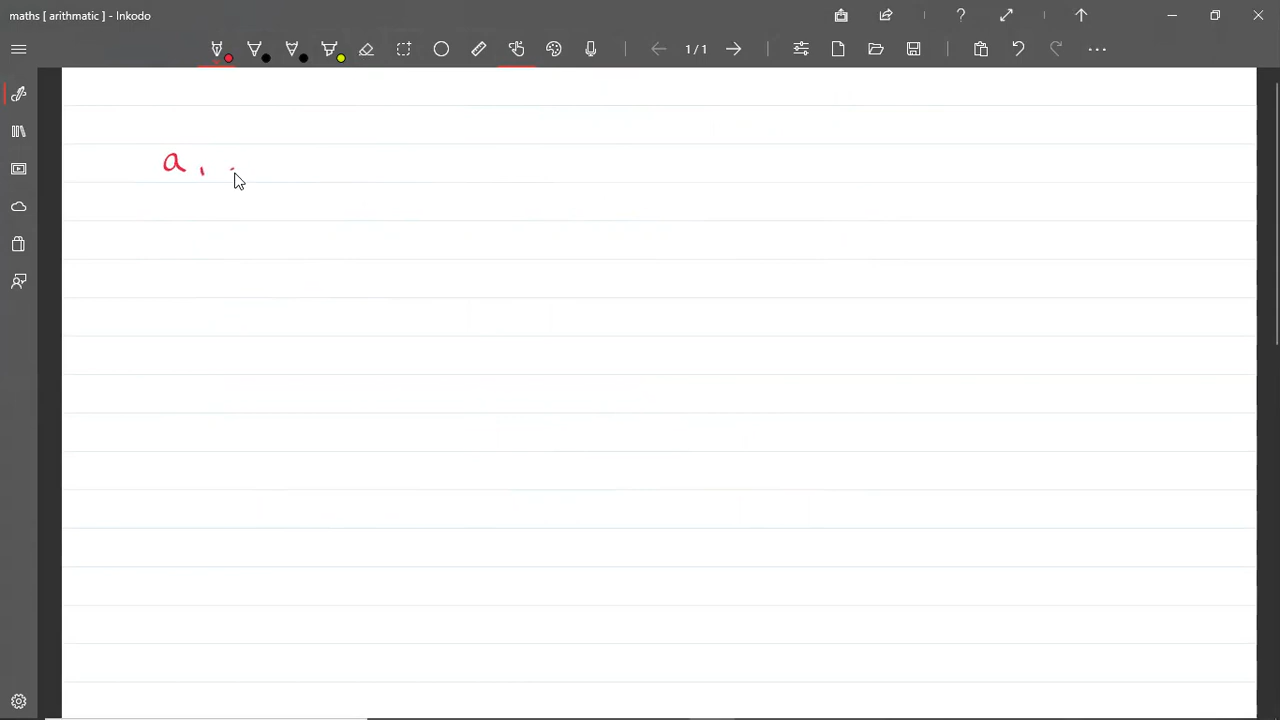 maths [ arithmatic ] - Inkodo
1 / 1
a ,